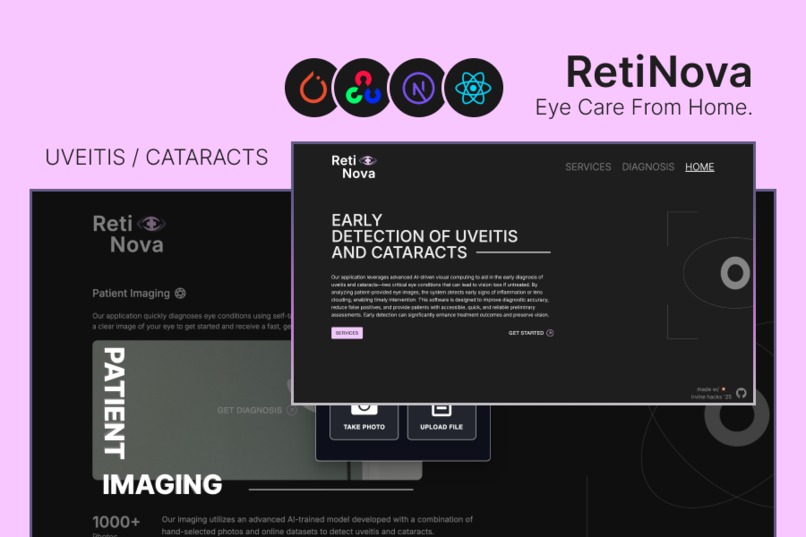 RetiNova
Eye Care From Home.
UVEITIS / CATARACTS
Reti
Nova
SERVICES DIAGNOSIS HOME
EARLY
DETECTION OF UVEITIS
AND CATARACTS
Our application leverages advanced AI-driven visual computing to aid in the early diagnosis of
uveitis and cataracts—two critical eye conditions that can lead to vision loss if untreated. By
analyzing patient-provided eye images, the system detects early signs of inflammation or lens
clouding, enabling timely intervention. This software is designed to improve diagnostic accuracy,
reduce false positives, and provide patients with accessible, quick, and reliable preliminary
assessments. Early detection can significantly enhance treatment outcomes and preserve vision.
SERVICES
GET STARTED
made w/
irvine hacks '25
Reti
Nova
Patient Imaging
Our application quickly diagnoses eye conditions using self-t
a clear image of your eye to get started and receive a fast, ge
PATIENT
IMAGING
GET DIAGNOSIS
TAKE PHOTO
UPLOAD FILE
1000+
Photos
Our imaging utilizes an advanced AI-trained model developed with a combination of
hand-selected photos and online datasets to detect uveitis and cataracts.